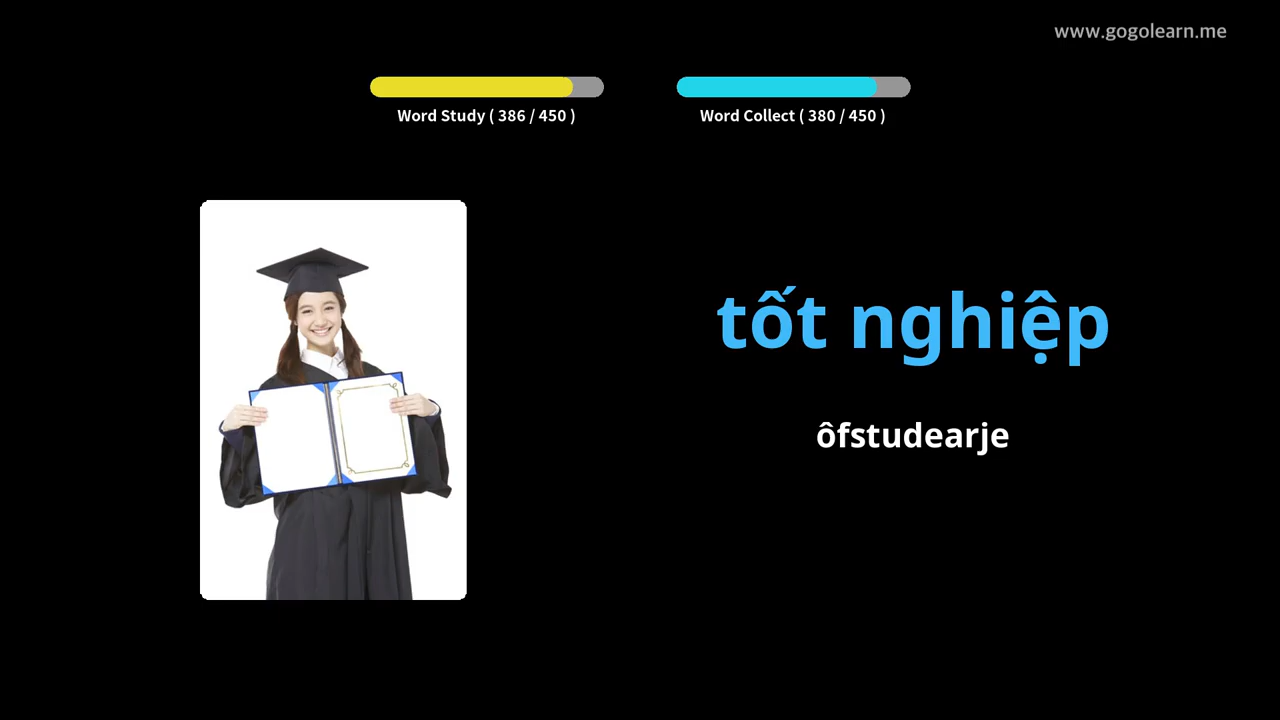 www.gogolearn.me
Word Study ( 386 / 450 )
Word Collect ( 380 / 450 )
tốt nghiệp
ôfstudearje